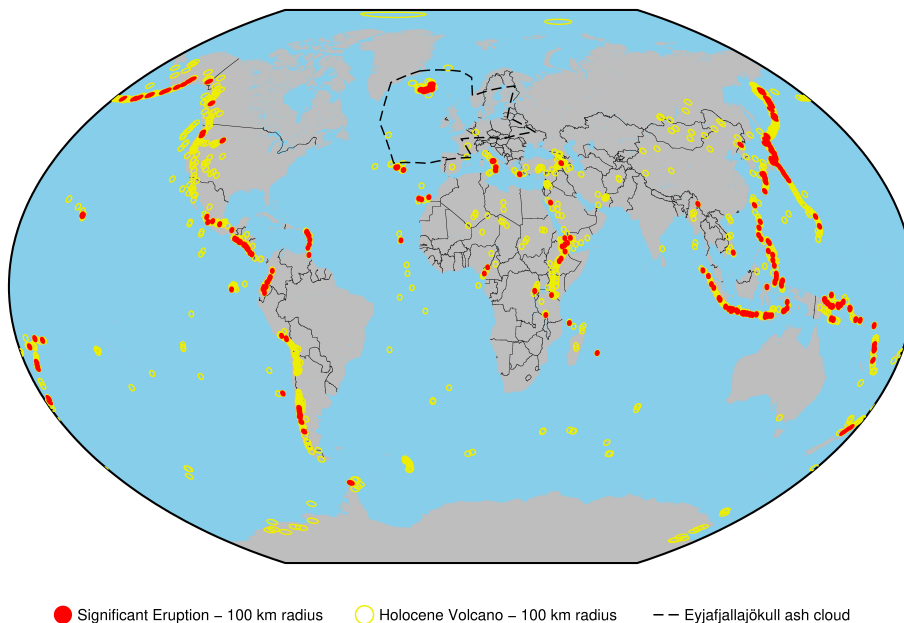 Significant Eruption – 100 km radius
Holocene Volcano – 100 km radius
Eyjafjallajökull ash cloud